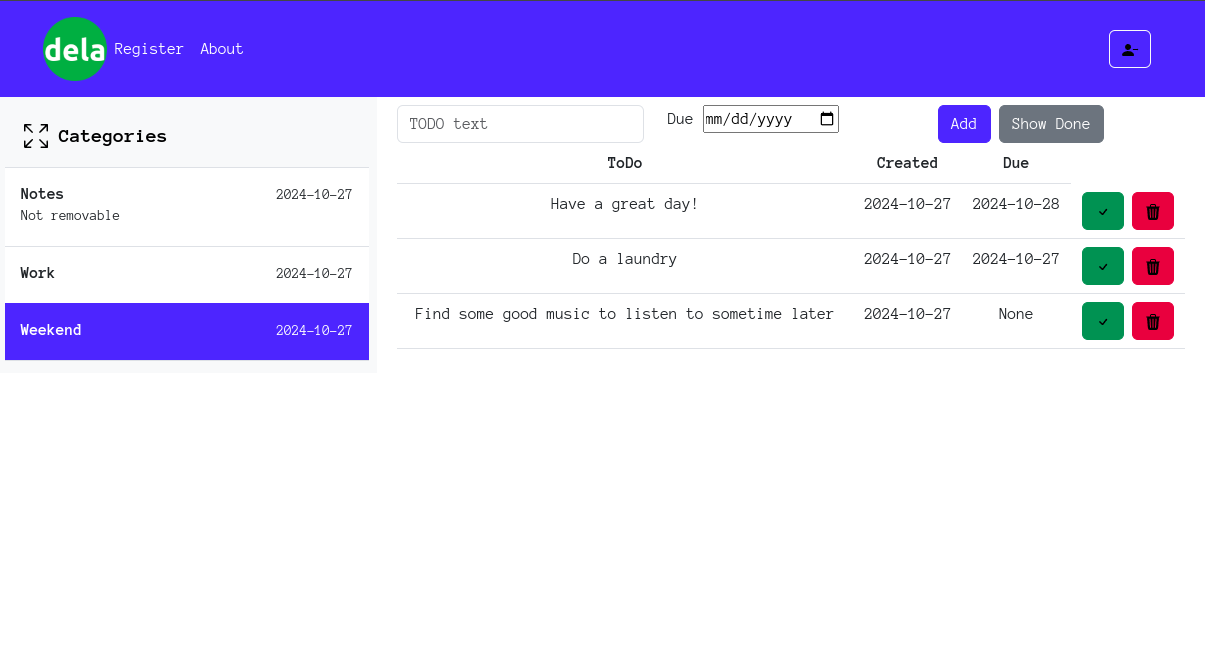 dela Register About
Categories
Notes 2024-10-27
Not removable
Work 2024-10-27
Weekend 2024-10-27
TODO text Due mm/dd/yyyy Add Show Done
ToDo Created Due
Have a great day! 2024-10-27 2024-10-28
Do a laundry 2024-10-27 2024-10-27
Find some good music to listen to sometime later 2024-10-27 None